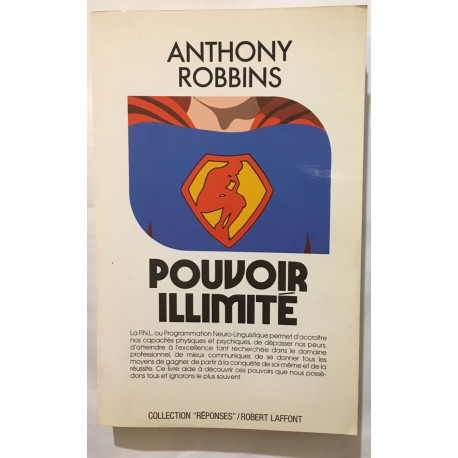 ANTHONY
ROBBINS
POUVOIR
ILLIMITÉ
La P.N.L. ou Programmation Neuro-Linguistique permet d'accroître
nos capacités physiques et psychiques, de dépasser nos peurs,
d'atteindre à l'excellence tant recherchée dans le domaine
professionnel, de mieux communiquer, de se donner tous les
moyens de gagner, de partir à la conquête de soi-même et de la
réussite. Ce livre aide à découvrir ces pouvoirs que nous possé-
dons tous et ignorons le plus souvent.
COLLECTION "RÉPONSES"/ROBERT LAFFONT